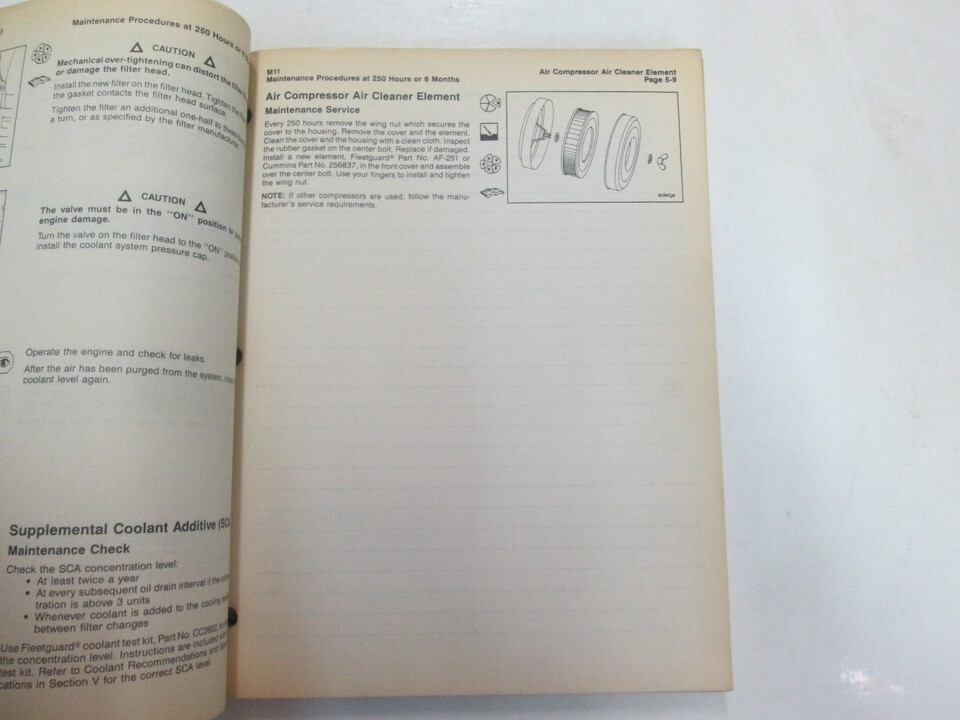 Maintenance Procedures at 250 Hours or 6
CAUTION
Mechanical over-tightening can distort the
or damage the filter head.
Install the new filter on the filter head. Tighten the
the gasket contacts the filter head surface.
Tighten the filter an additional one-half to
a turn, or as specified by the filter manufacturer.
CAUTION
The valve must be in the "ON" position to
engine damage.
Turn the valve on the filter head to the "ON"
install the coolant system pressure cap.
Operate the engine and check for leaks.
After the air has been purged from the system,
coolant level again.
Supplemental Coolant Additive (SCA
Maintenance Check
Check the SCA concentration level:
• At least twice a year
• At every subsequent oil drain interval if the
tration is above 3 units
• Whenever coolant is added to the cooling
between filter changes
Use Fleetguard® coolant test kit, Part No. CC2602,
the concentration level. Instructions are included
test kit. Refer to Coolant Recommendations and
cations in Section V for the correct SCA level.
M11
Maintenance Procedures at 250 Hours or 6 Months
Air Compressor Air Cleaner Element
Page 5-9
Air Compressor Air Cleaner Element
Maintenance Service
Every 250 hours remove the wing nut which secures the
cover to the housing. Remove the cover and the element.
Clean the cover and the housing with a clean cloth. Inspect
the rubber gasket on the center bolt. Replace if damaged.
Install a new element, Fleetguard® Part No. AF-251 or
Cummins Part No. 256837, in the front cover and assemble
over the center bolt. Use your fingers to install and tighten
the wing nut.
NOTE: If other compressors are used, follow the manu-
facturer's service requirements.